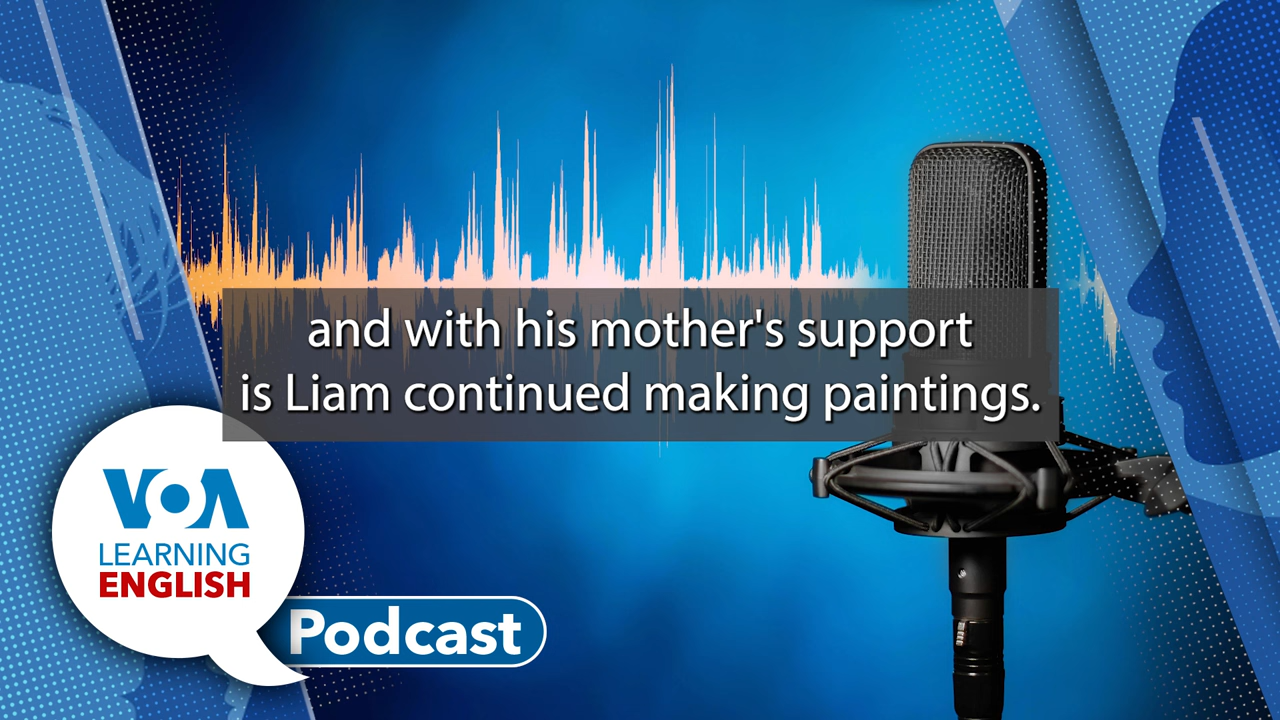 and with his mother's support
is Liam continued making paintings.
VOA
LEARNING
ENGLISH
Podcast